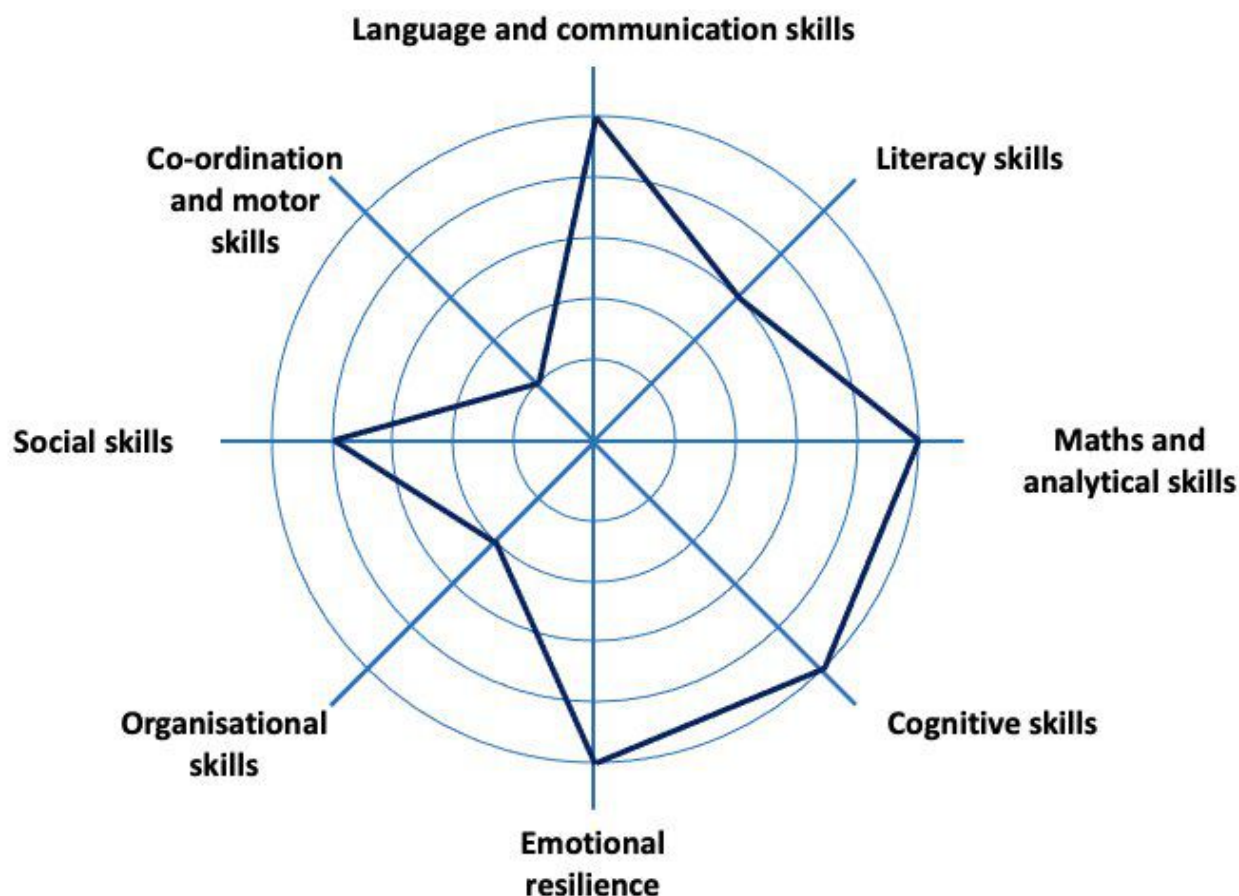 Language and communication skills
Co-ordination
and motor
skills
Literacy skills
Social skills
Maths and
analytical skills
Organisational
skills
Cognitive skills
Emotional
resilience